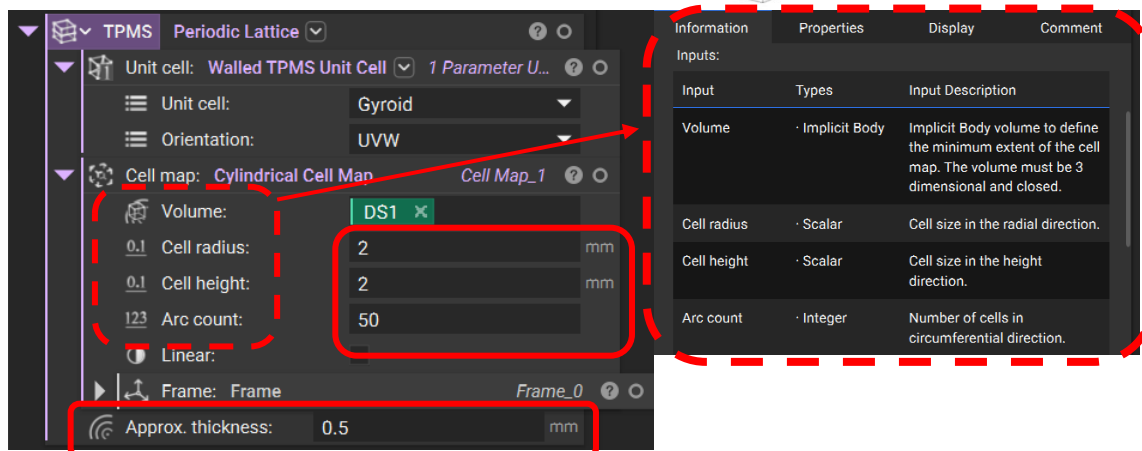 TPMS Periodic Lattice
Unit cell: Walled TPMS Unit Cell 1 Parameter U...
Unit cell: Gyroid
Orientation: UVW
Cell map: Cylindrical Cell Map Cell Map_1
Volume: DS1
0.1 Cell radius: 2 mm
0.1 Cell height: 2 mm
123 Arc count: 50
Linear:
Frame: Frame Frame_0
Approx. thickness: 0.5 mm
Information Properties Display Comment
Inputs:
Input Types Input Description
Volume · Implicit Body Implicit Body volume to define
the minimum extent of the cell
map. The volume must be 3
dimensional and closed.
Cell radius · Scalar Cell size in the radial direction.
Cell height · Scalar Cell size in the height
direction.
Arc count · Integer Number of cells in
circumferential direction.